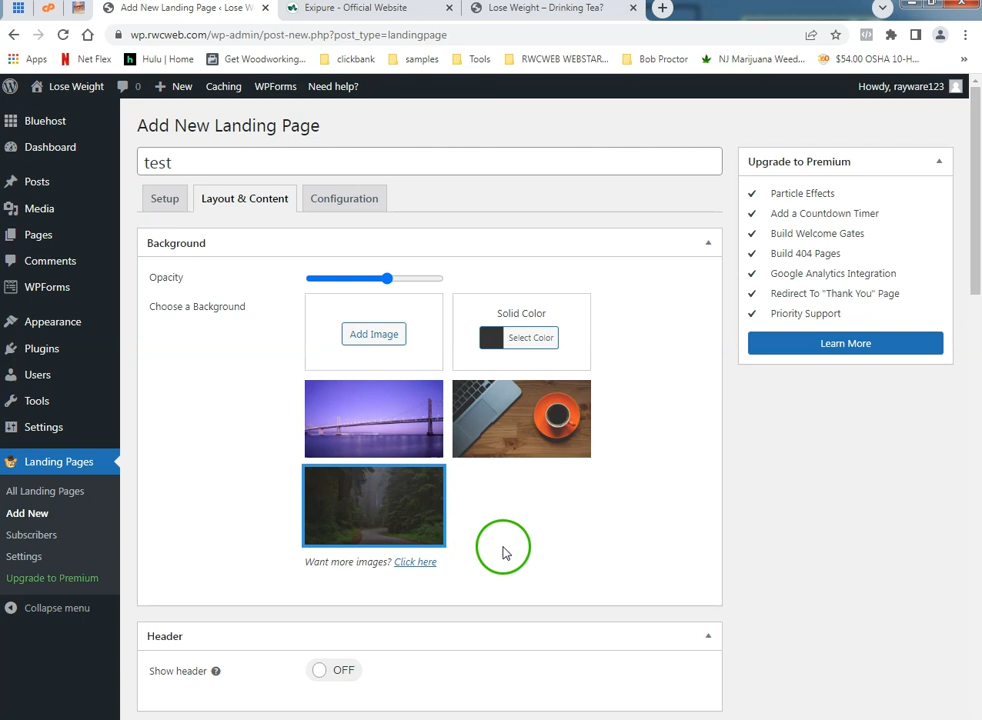 Add New Landing Page ‹ Lose W
Exipure - Official Website
Lose Weight – Drinking Tea?
wp.rwcweb.com/wp-admin/post-new.php?post_type=landingpage
Apps
Net Flex
Hulu | Home
Get Woodworking...
clickbank
samples
Tools
RWCWEB WEBSTAR...
Bob Proctor
NJ Marijuana Weed...
$54.00 OSHA 10-H...
»
Lose Weight
0
New
Caching
WPForms
Need help?
Howdy, rayware123
Bluehost
Dashboard
Posts
Media
Pages
Comments
WPForms
Appearance
Plugins
Users
Tools
Settings
Landing Pages
All Landing Pages
Add New
Subscribers
Settings
Upgrade to Premium
Collapse menu
Add New Landing Page
test
Setup
Layout & Content
Configuration
Background
Opacity
Choose a Background
Add Image
Solid Color
Select Color
Want more images? Click here
Header
Show header
OFF
Upgrade to Premium
Particle Effects
Add a Countdown Timer
Build Welcome Gates
Build 404 Pages
Google Analytics Integration
Redirect To "Thank You" Page
Priority Support
Learn More